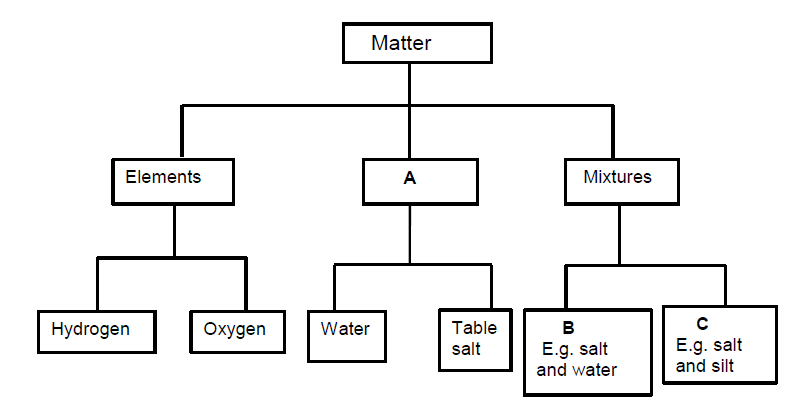 Matter
Elements
A
Mixtures
Hydrogen
Oxygen
Water
Table
salt
B
E.g. salt
and water
C
E.g. salt
and silt